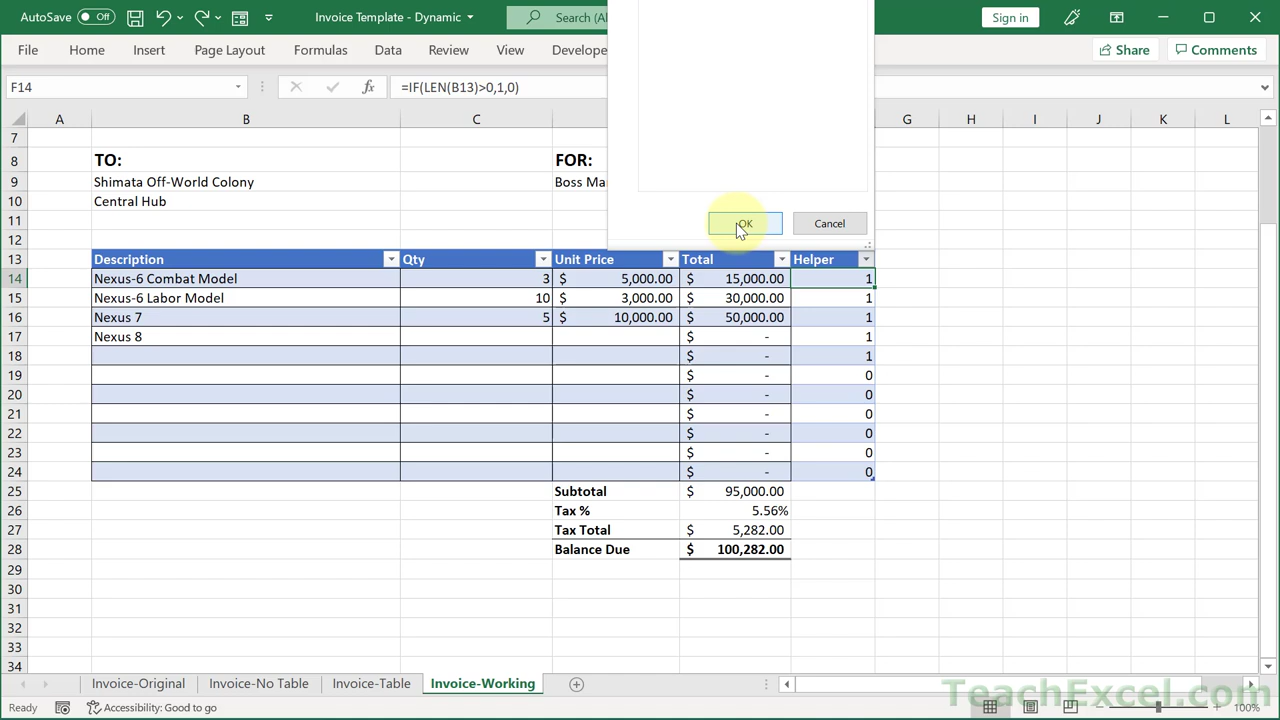 AutoSave Off Invoice Template - Dynamic Search (Al Sign in
File Home Insert Page Layout Formulas Data Review View Develope Share Comments
F14 fx =IF(LEN(B13)>0,1,0)
A B C G H I J K L
7
8 TO: FOR:
9 Shimata Off-World Colony Boss Ma
10 Central Hub
11
12 OK Cancel
13 Description Qty Unit Price Total Helper
14 Nexus-6 Combat Model 3 $ 5,000.00 $ 15,000.00 1
15 Nexus-6 Labor Model 10 $ 3,000.00 $ 30,000.00 1
16 Nexus 7 5 $ 10,000.00 $ 50,000.00 1
17 Nexus 8 $ - 1
18 $ - 1
19 $ - 0
20 $ - 0
21 $ - 0
22 $ - 0
23 $ - 0
24 $ - 0
25 Subtotal $ 95,000.00
26 Tax % 5.56%
27 Tax Total $ 5,282.00
28 Balance Due $ 100,282.00
29
30
31
32
33
34
Invoice-Original Invoice-No Table Invoice-Table Invoice-Working
TeachExcel.com
Ready Accessibility: Good to go 100%